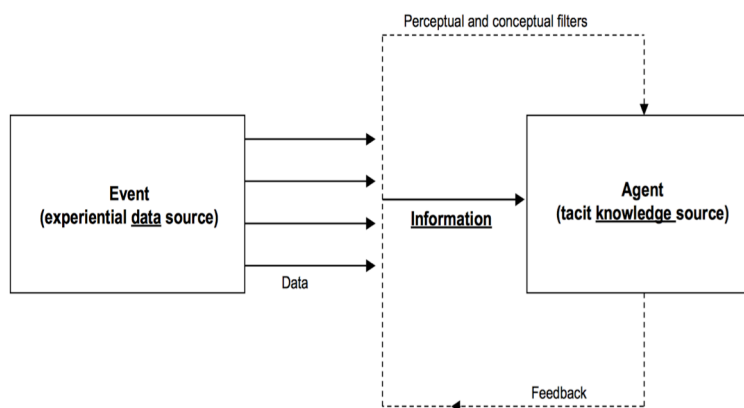 Perceptual and conceptual filters
Event
(experiential data source)
Data
Information
Agent
(tacit knowledge source)
Feedback